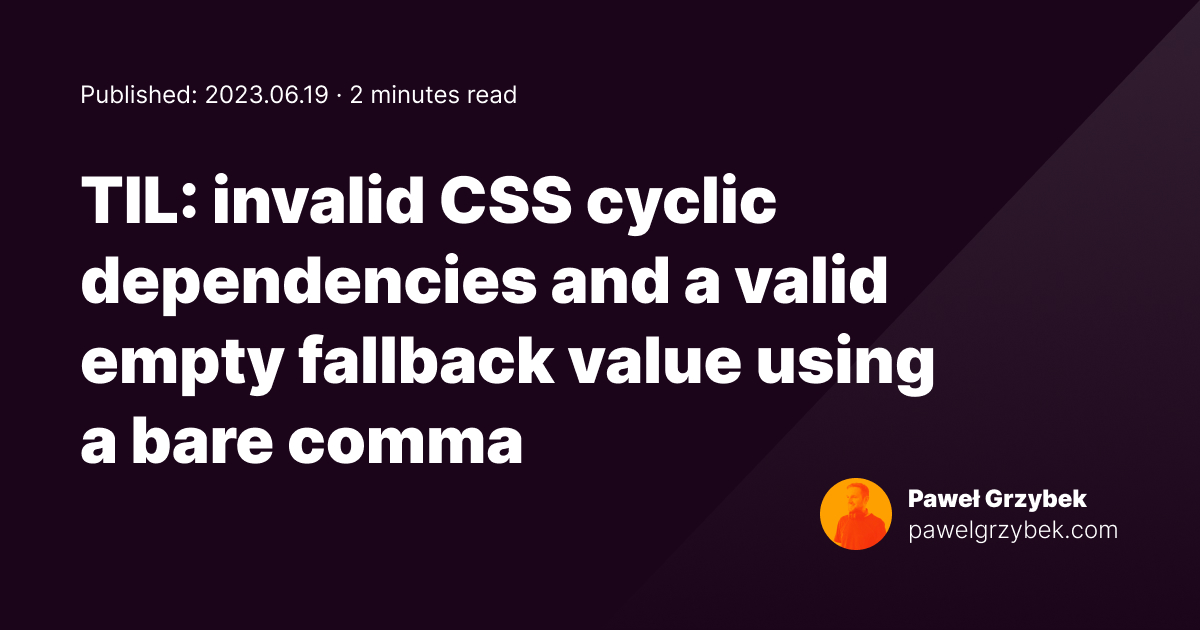 Published: 2023.06.19 · 2 minutes read
TIL: invalid CSS cyclic
dependencies and a valid
empty fallback value using
a bare comma
Paweł Grzybek
pawelgrzybek.com